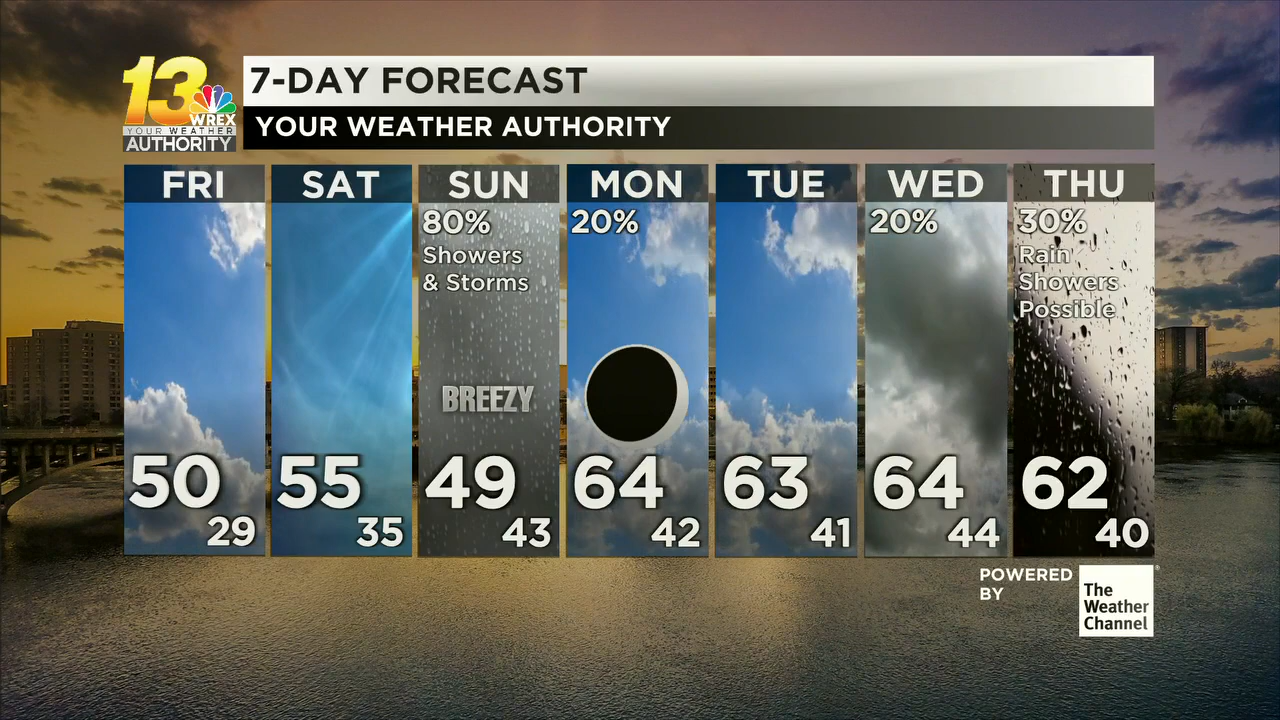 13
WREX
YOUR WEATHER
AUTHORITY
7-DAY FORECAST
YOUR WEATHER AUTHORITY
FRI
50
29
SAT
55
35
SUN
80%
Showers
& Storms
BREEZY
49
43
MON
20%
64
42
TUE
63
41
WED
20%
64
44
THU
30%
Rain
Showers
Possible
62
40
POWERED
BY
The
Weather
Channel
®